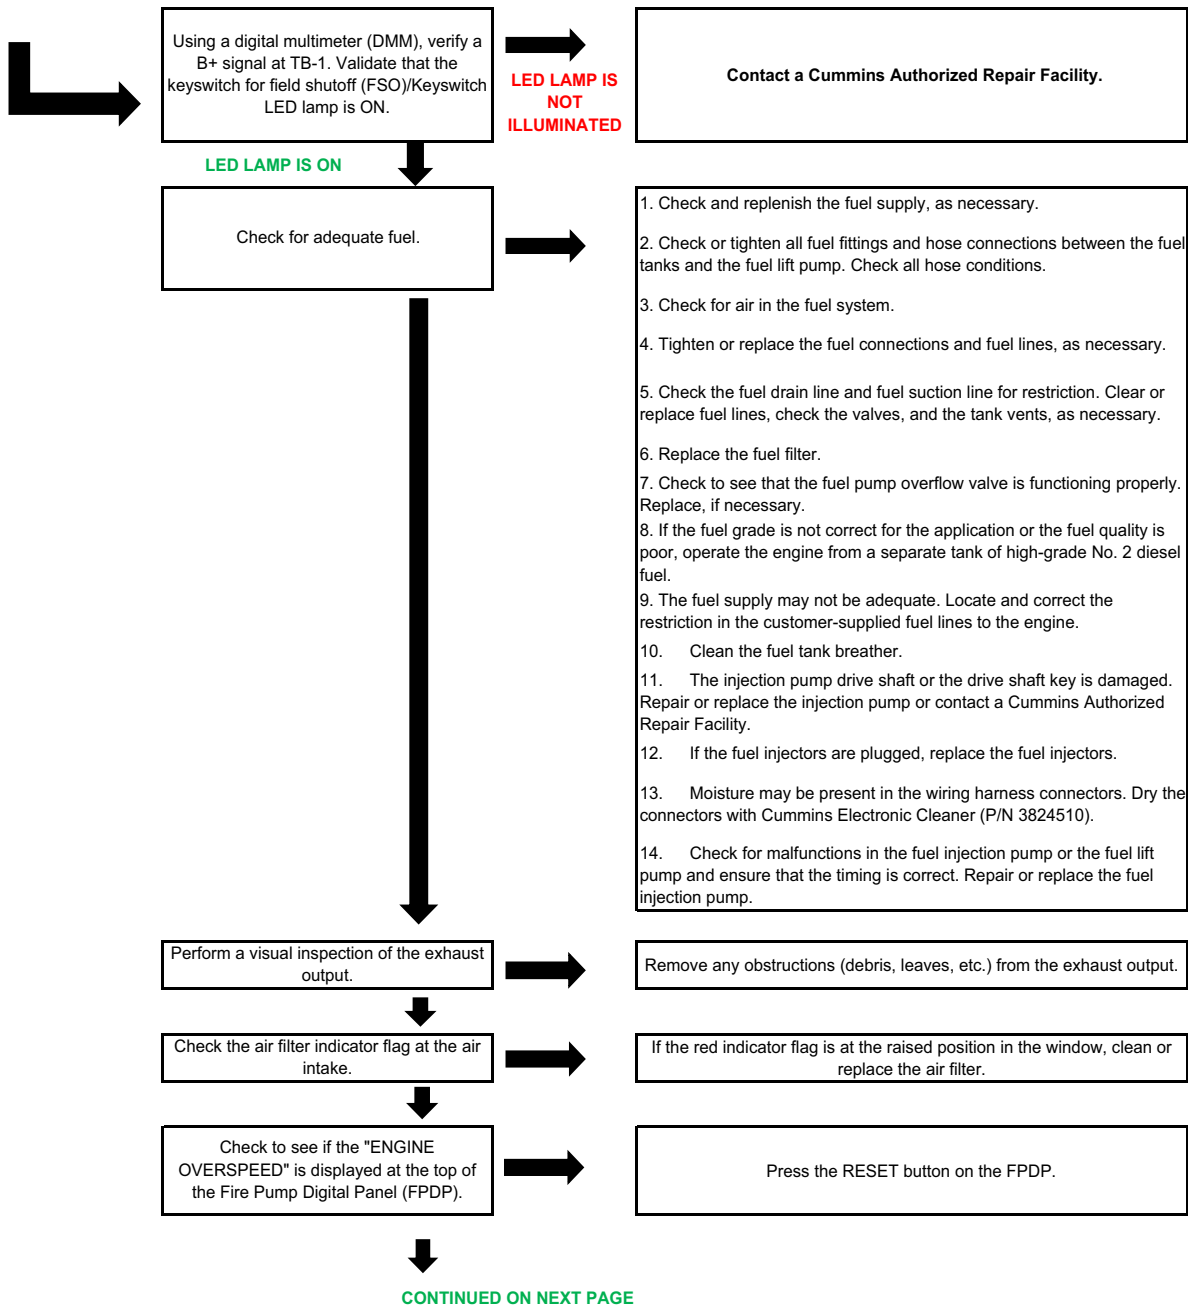 Using a digital multimeter (DMM), verify a
B+ signal at TB-1. Validate that the
keyswitch for field shutoff (FSO)/Keyswitch
LED lamp is ON.
LED LAMP IS
NOT
ILLUMINATED
Contact a Cummins Authorized Repair Facility.
LED LAMP IS ON
Check for adequate fuel.
1. Check and replenish the fuel supply, as necessary.
2. Check or tighten all fuel fittings and hose connections between the fuel
tanks and the fuel lift pump. Check all hose conditions.
3. Check for air in the fuel system.
4. Tighten or replace the fuel connections and fuel lines, as necessary.
5. Check the fuel drain line and fuel suction line for restriction. Clear or
replace fuel lines, check the valves, and the tank vents, as necessary.
6. Replace the fuel filter.
7. Check to see that the fuel pump overflow valve is functioning properly.
Replace, if necessary.
8. If the fuel grade is not correct for the application or the fuel quality is
poor, operate the engine from a separate tank of high-grade No. 2 diesel
fuel.
9. The fuel supply may not be adequate. Locate and correct the
restriction in the customer-supplied fuel lines to the engine.
10. Clean the fuel tank breather.
11. The injection pump drive shaft or the drive shaft key is damaged.
Repair or replace the injection pump or contact a Cummins Authorized
Repair Facility.
12. If the fuel injectors are plugged, replace the fuel injectors.
13. Moisture may be present in the wiring harness connectors. Dry the
connectors with Cummins Electronic Cleaner (P/N 3824510).
14. Check for malfunctions in the fuel injection pump or the fuel lift
pump and ensure that the timing is correct. Repair or replace the fuel
injection pump.
Perform a visual inspection of the exhaust
output.
Remove any obstructions (debris, leaves, etc.) from the exhaust output.
Check the air filter indicator flag at the air
intake.
If the red indicator flag is at the raised position in the window, clean or
replace the air filter.
Check to see if the "ENGINE
OVERSPEED" is displayed at the top of
the Fire Pump Digital Panel (FPDP).
Press the RESET button on the FPDP.
CONTINUED ON NEXT PAGE